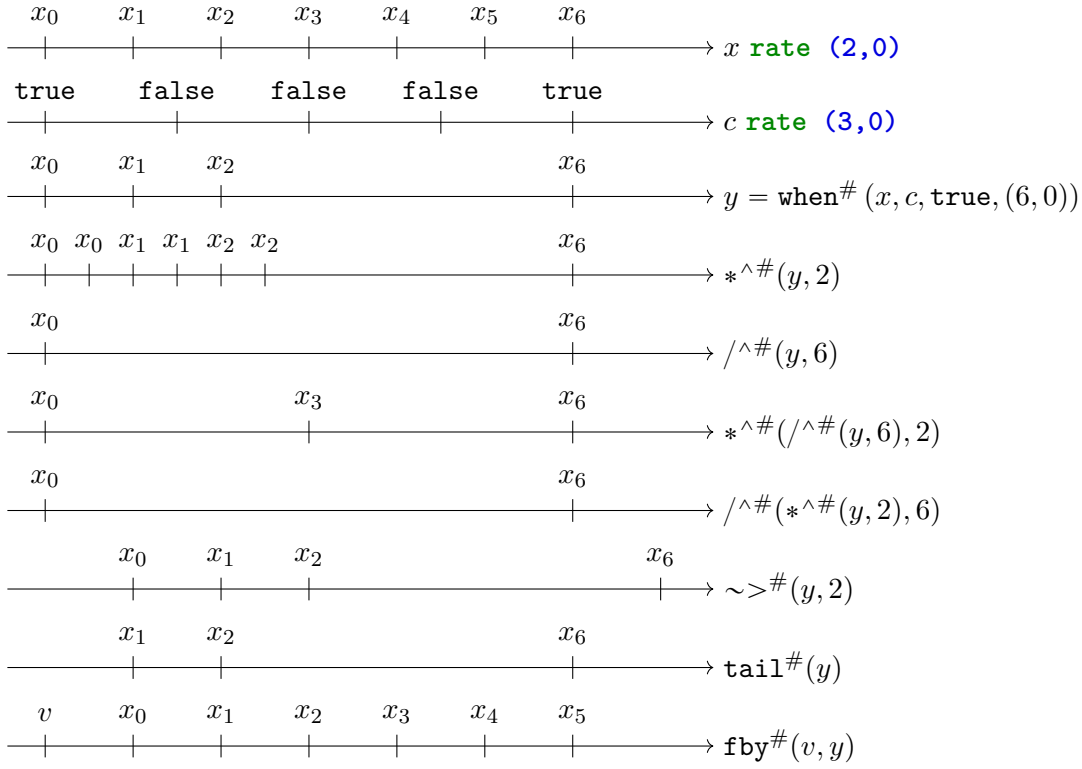 x₀ x₁ x₂ x₃ x₄ x₅ x₆
x rate (2,0)
true false false false true
c rate (3,0)
x₀ x₁ x₂ x₆
y = when# (x, c, true, (6, 0))
x₀ x₀ x₁ x₁ x₂ x₂ x₆
*^#(y, 2)
x₀ x₆
/^#(y, 6)
x₀ x₃ x₆
*^#(/^#(y, 6), 2)
x₀ x₆
/^#(*^#(y, 2), 6)
x₀ x₁ x₂ x₆
~>#(y, 2)
x₁ x₂ x₆
tail#(y)
v x₀ x₁ x₂ x₃ x₄ x₅
fby#(v, y)